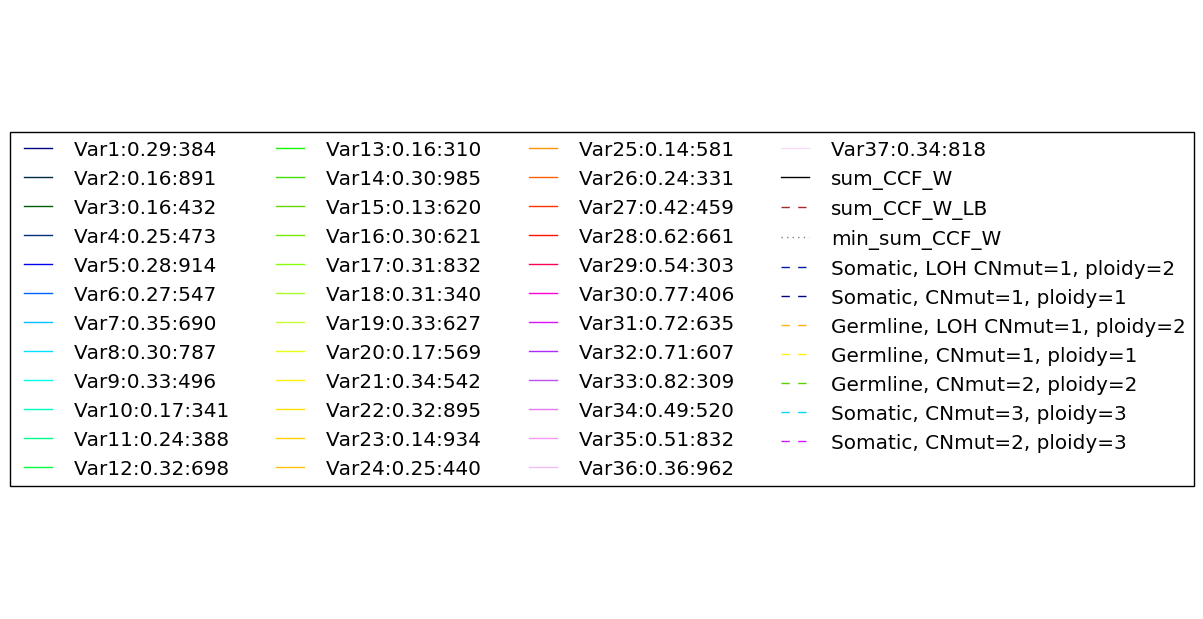 Var1:0.29:384
Var2:0.16:891
Var3:0.16:432
Var4:0.25:473
Var5:0.28:914
Var6:0.27:547
Var7:0.35:690
Var8:0.30:787
Var9:0.33:496
Var10:0.17:341
Var11:0.24:388
Var12:0.32:698
Var13:0.16:310
Var14:0.30:985
Var15:0.13:620
Var16:0.30:621
Var17:0.31:832
Var18:0.31:340
Var19:0.33:627
Var20:0.17:569
Var21:0.34:542
Var22:0.32:895
Var23:0.14:934
Var24:0.25:440
Var25:0.14:581
Var26:0.24:331
Var27:0.42:459
Var28:0.62:661
Var29:0.54:303
Var30:0.77:406
Var31:0.72:635
Var32:0.71:607
Var33:0.82:309
Var34:0.49:520
Var35:0.51:832
Var36:0.36:962
Var37:0.34:818
sum_CCF_W
sum_CCF_W_LB
min_sum_CCF_W
Somatic, LOH CNmut=1, ploidy=2
Somatic, CNmut=1, ploidy=1
Germline, LOH CNmut=1, ploidy=2
Germline, CNmut=1, ploidy=1
Germline, CNmut=2, ploidy=2
Somatic, CNmut=3, ploidy=3
Somatic, CNmut=2, ploidy=3